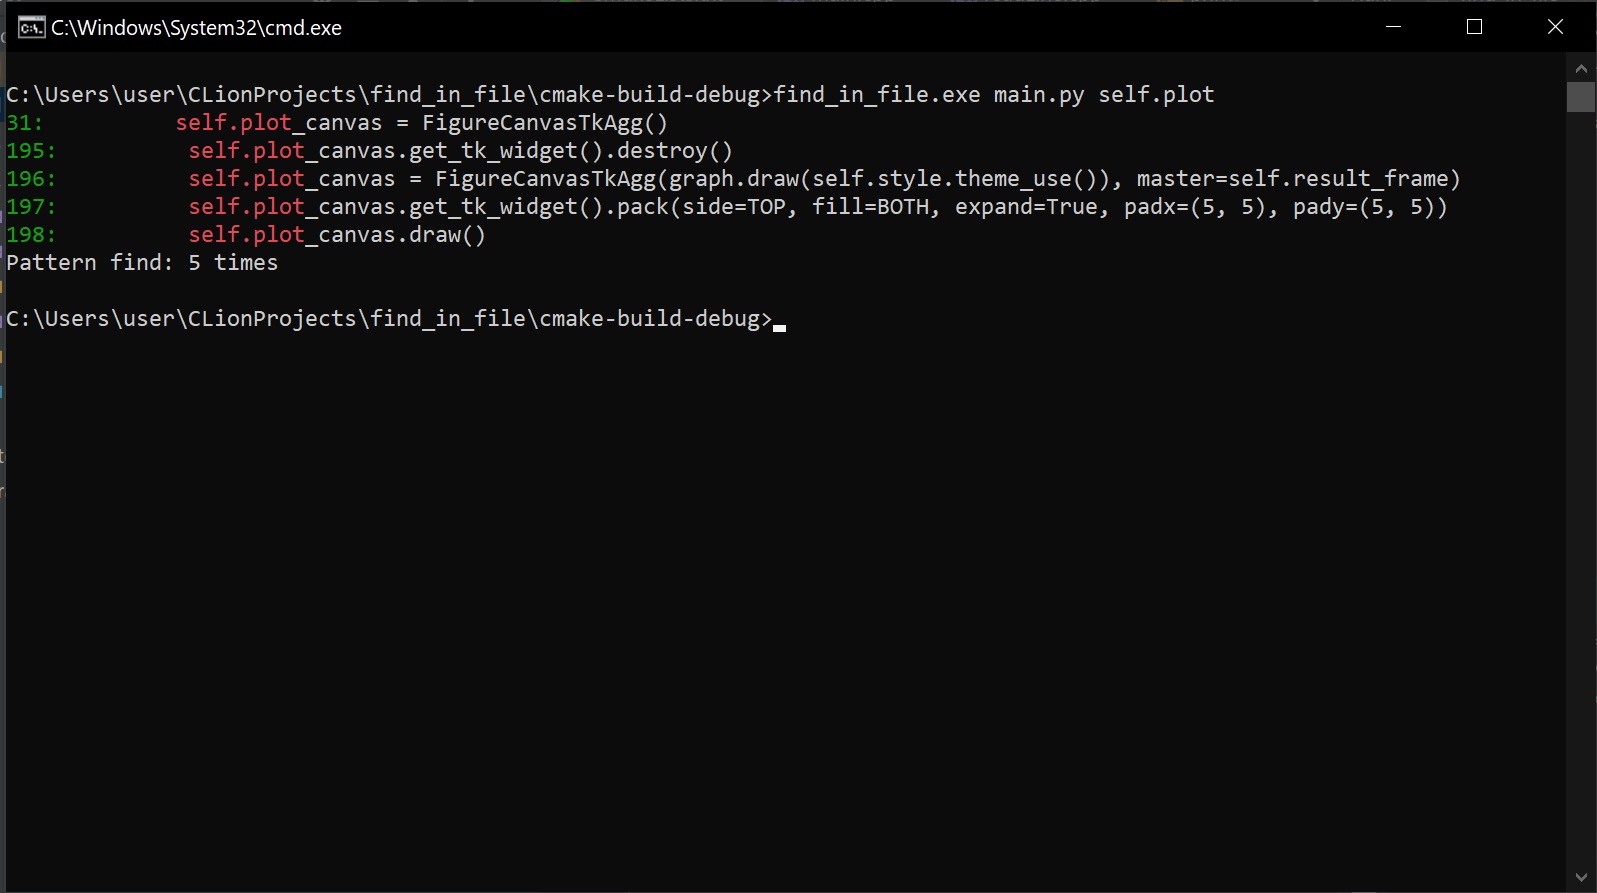 C:\Windows\System32\cmd.exe
C:\Users\user\CLionProjects\find_in_file\cmake-build-debug>find_in_file.exe main.py self.plot
31:          self.plot_canvas = FigureCanvasTkAgg()
195:          self.plot_canvas.get_tk_widget().destroy()
196:          self.plot_canvas = FigureCanvasTkAgg(graph.draw(self.style.theme_use()), master=self.result_frame)
197:          self.plot_canvas.get_tk_widget().pack(side=TOP, fill=BOTH, expand=True, padx=(5, 5), pady=(5, 5))
198:          self.plot_canvas.draw()
Pattern find: 5 times
C:\Users\user\CLionProjects\find_in_file\cmake-build-debug>